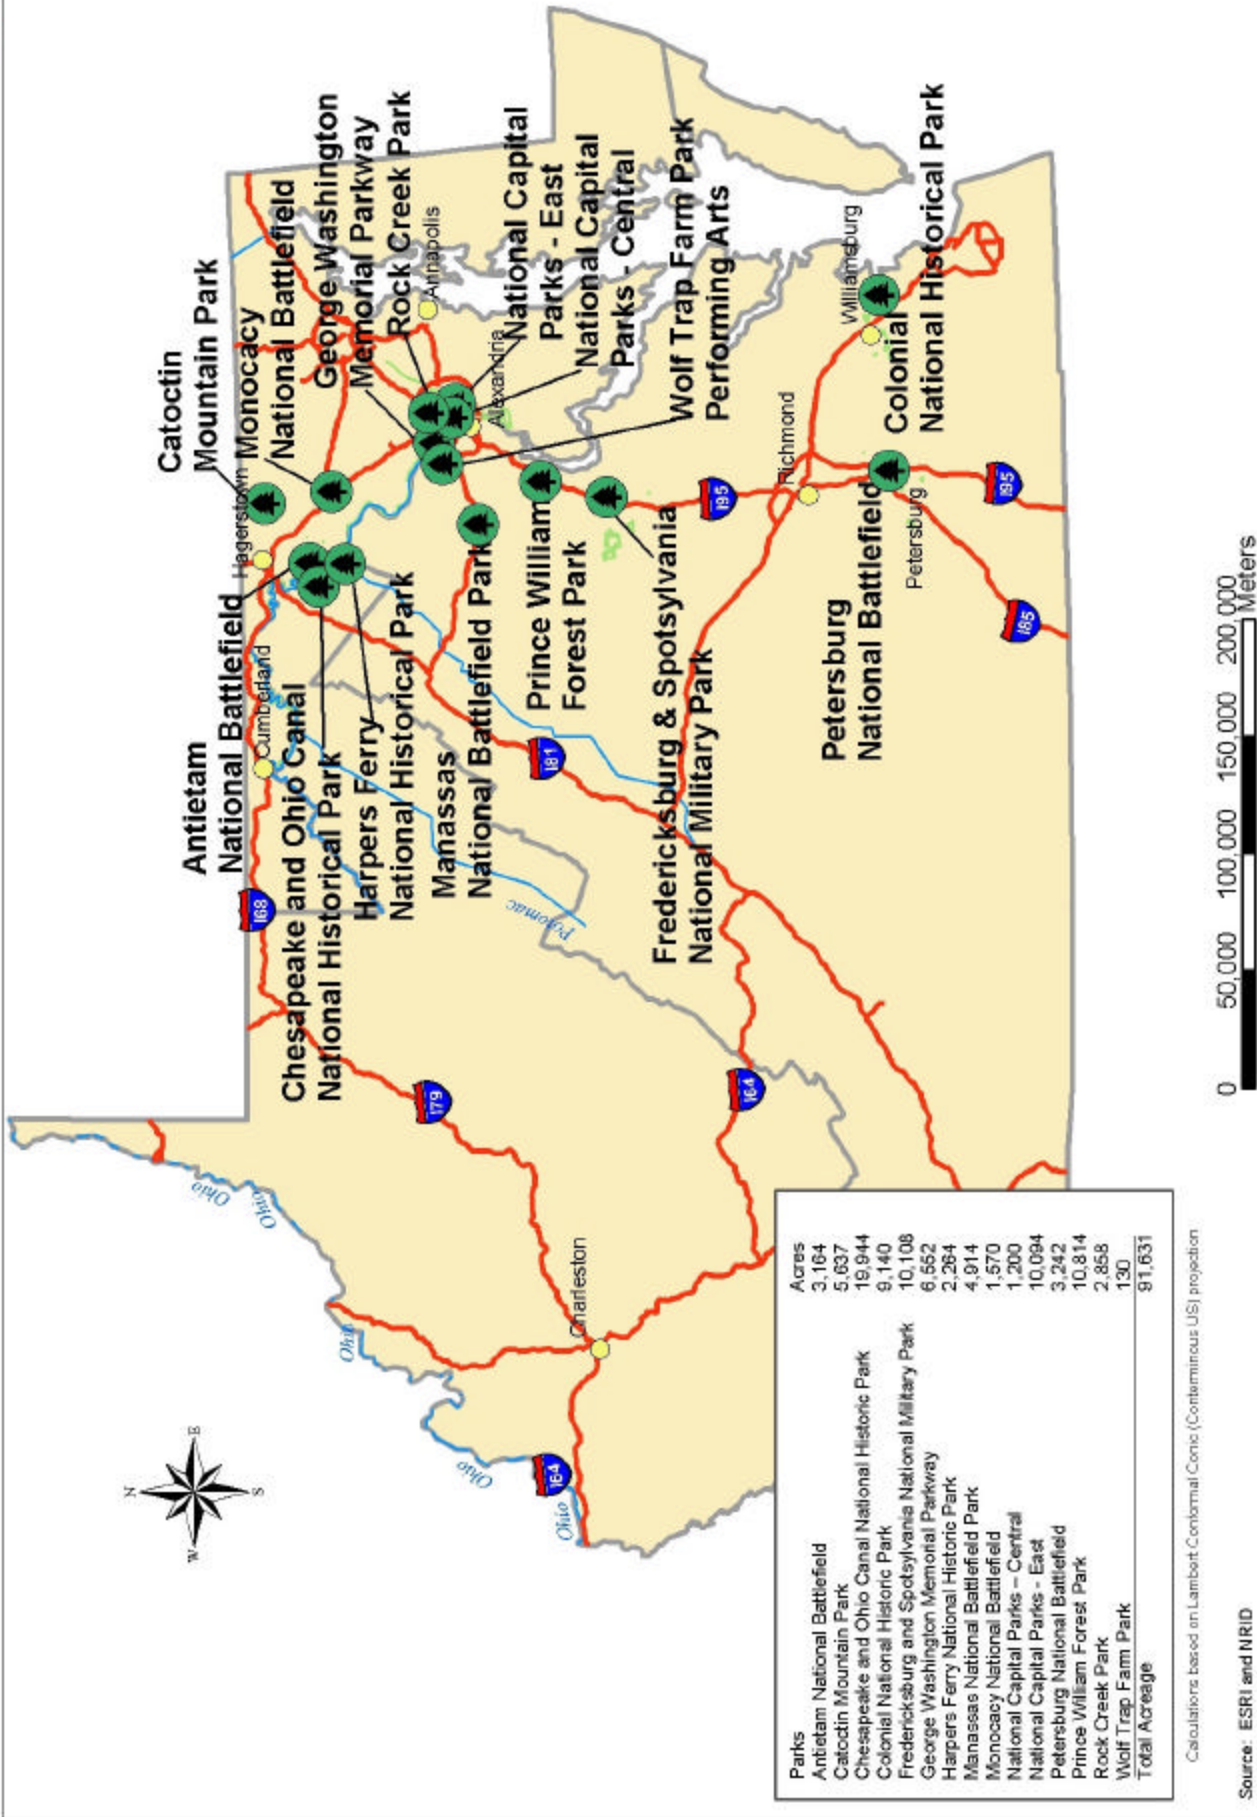 Catoctin
Mountain Park
Monocacy
National Battlefield
George Washington
Memorial Parkway
Rock Creek Park
Annapolis
National Capital
Parks - East
National Capital
Parks - Central
Wolf Trap Farm Park
Performing Arts
Alexandria
Hagerstown
Antietam
National Battlefield
Cumberland
Chesapeake and Ohio Canal
National Historical Park
Harpers Ferry
National Historical Park
Manassas
National Battlefield Park
Prince William
Forest Park
Fredericksburg & Spotsylvania
National Military Park
Richmond
Williamsburg
Colonial
National Historical Park
Petersburg
National Battlefield
Petersburg
Potomac
Charleston
Ohio
Ohio
Ohio
Ohio
Ohio
I68
I79
I81
I64
I64
I95
I95
I85
N
E
S
W
Parks Acres
Antietam National Battlefield 3,164
Catoctin Mountain Park 5,637
Chesapeake and Ohio Canal National Historic Park 19,944
Colonial National Historic Park 9,140
Fredericksburg and Spotsylvania National Military Park 10,108
George Washington Memorial Parkway 6,552
Harpers Ferry National Historic Park 2,264
Manassas National Battlefield Park 4,914
Monocacy National Battlefield 1,570
National Capital Parks – Central 1,200
National Capital Parks - East 10,094
Petersburg National Battlefield 3,242
Prince William Forest Park 10,814
Rock Creek Park 2,858
Wolf Trap Farm Park 130
Total Acreage 91,631
0 50,000 100,000 150,000 200,000
Meters
Calculations based on Lambert Conformal Conic (Conterminous US) projection
Source: ESRI and NRID